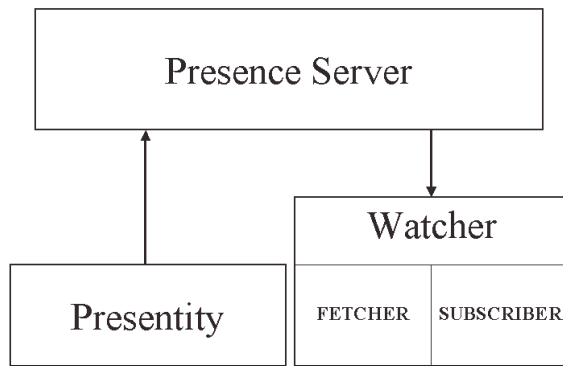 Presence Server
Watcher
Presentity
FETCHER
SUBSCRIBER